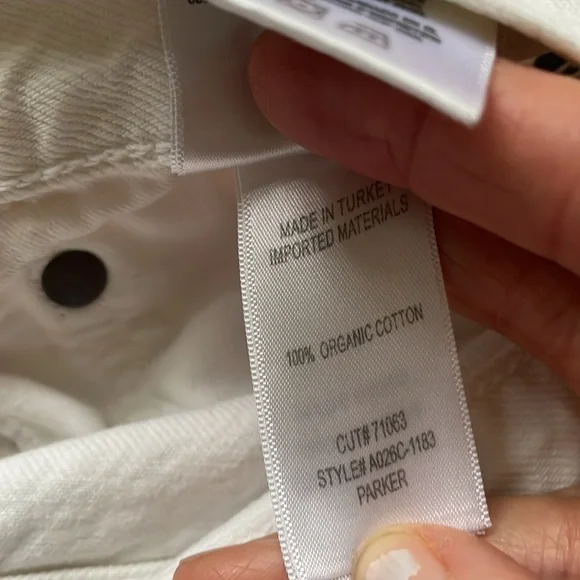 MADE IN TURKEY
IMPORTED MATERIALS
100% ORGANIC COTTON
CUT# 71063
STYLE# A026C-1183
PARKER